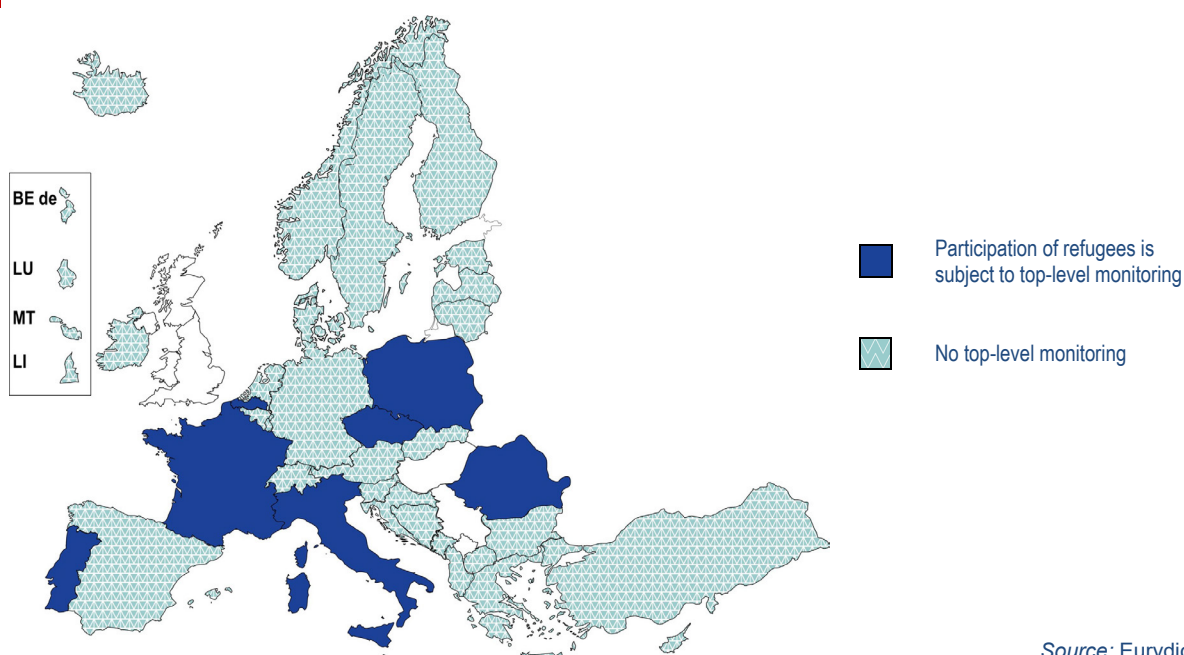 BE de
LU
MT
LI
Participation of refugees is
subject to top-level monitoring
No top-level monitoring
Source: Eurydic